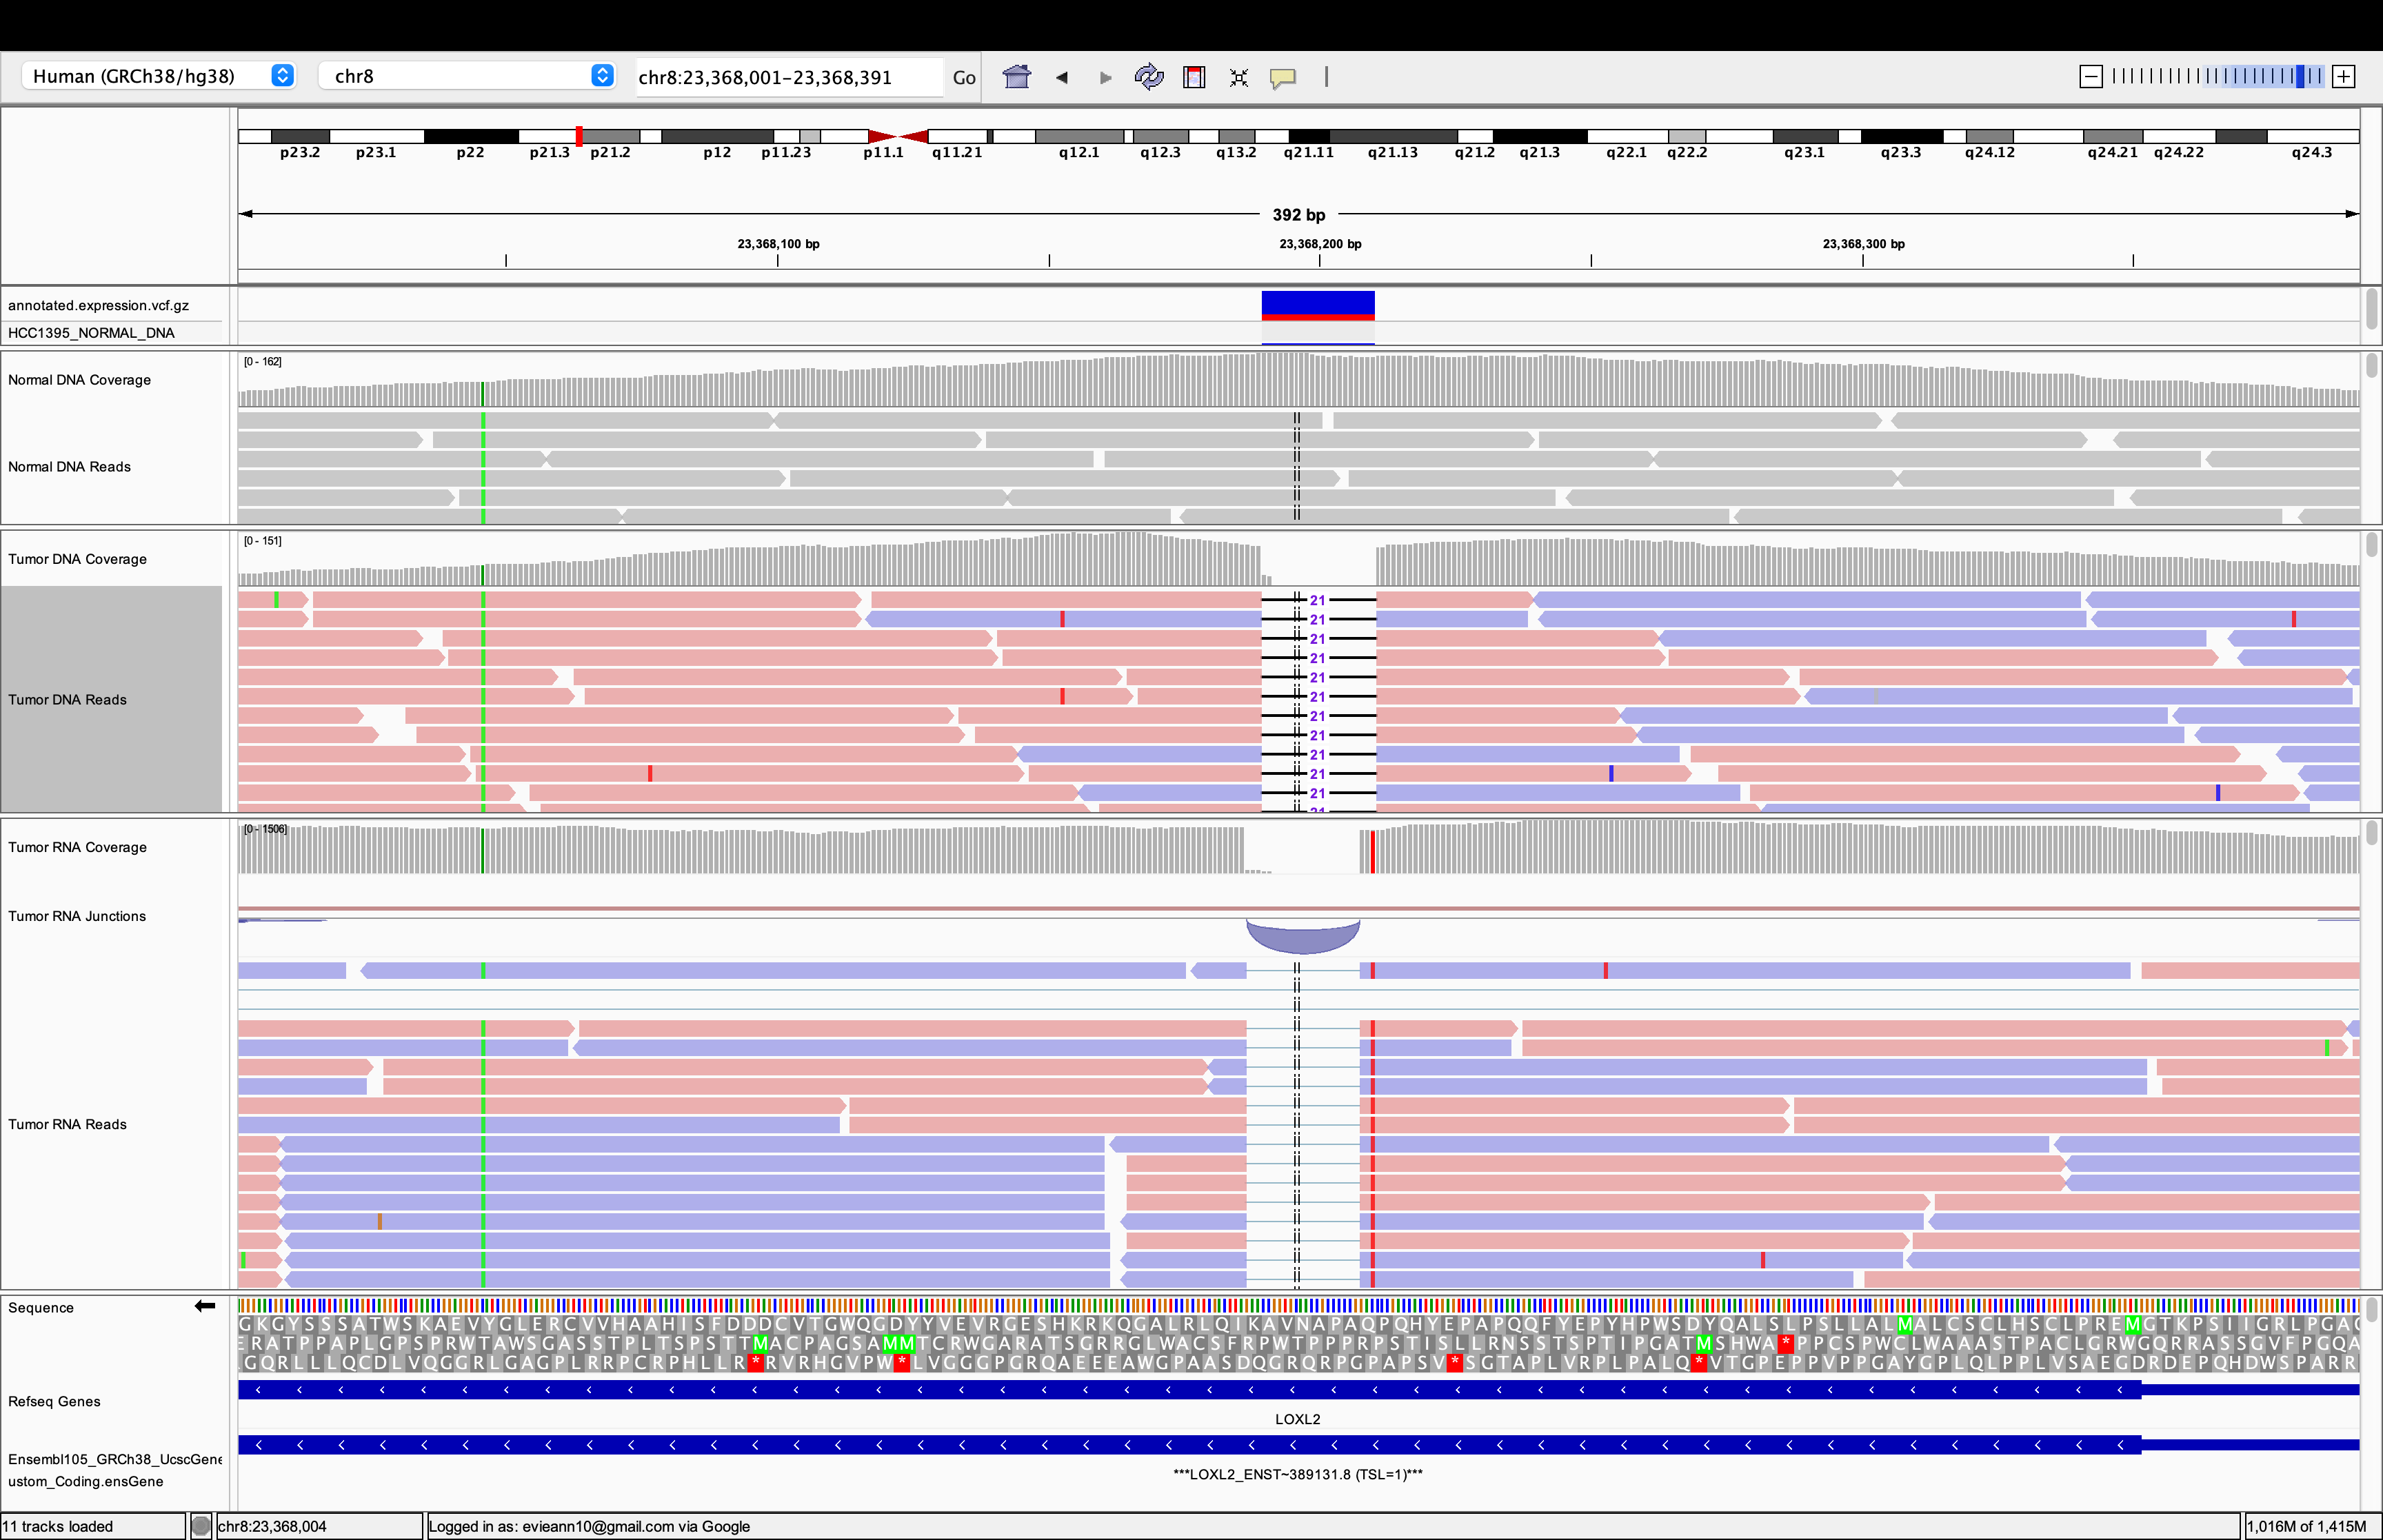 Human (GRCh38/hg38) chr8 chr8:23,368,001-23,368,391 Go
p23.2 p23.1 p22 p21.3 p21.2 p12 p11.23 p11.1 q11.21 q12.1 q12.3 q13.2 q21.11 q21.13 q21.2 q21.3 q22.1 q22.2 q23.1 q23.3 q24.12 q24.21 q24.22 q24.3
392 bp
23,368,100 bp 23,368,200 bp 23,368,300 bp
annotated.expression.vcf.gz
HCC1395_NORMAL_DNA
[0 - 162]
Normal DNA Coverage
Normal DNA Reads
[0 - 151]
Tumor DNA Coverage
21
21
21
21
21
21
Tumor DNA Reads
21
21
21
21
21
21
[0 - 1506]
Tumor RNA Coverage
Tumor RNA Junctions
Tumor RNA Reads
Sequence
Refseq Genes
LOXL2
Ensembl105_GRCh38_UcscGene
ustom_Coding.ensGene
***LOXL2_ENST~389131.8 (TSL=1)***
11 tracks loaded chr8:23,368,004 Logged in as: evieann10@gmail.com via Google 1,016M of 1,415M